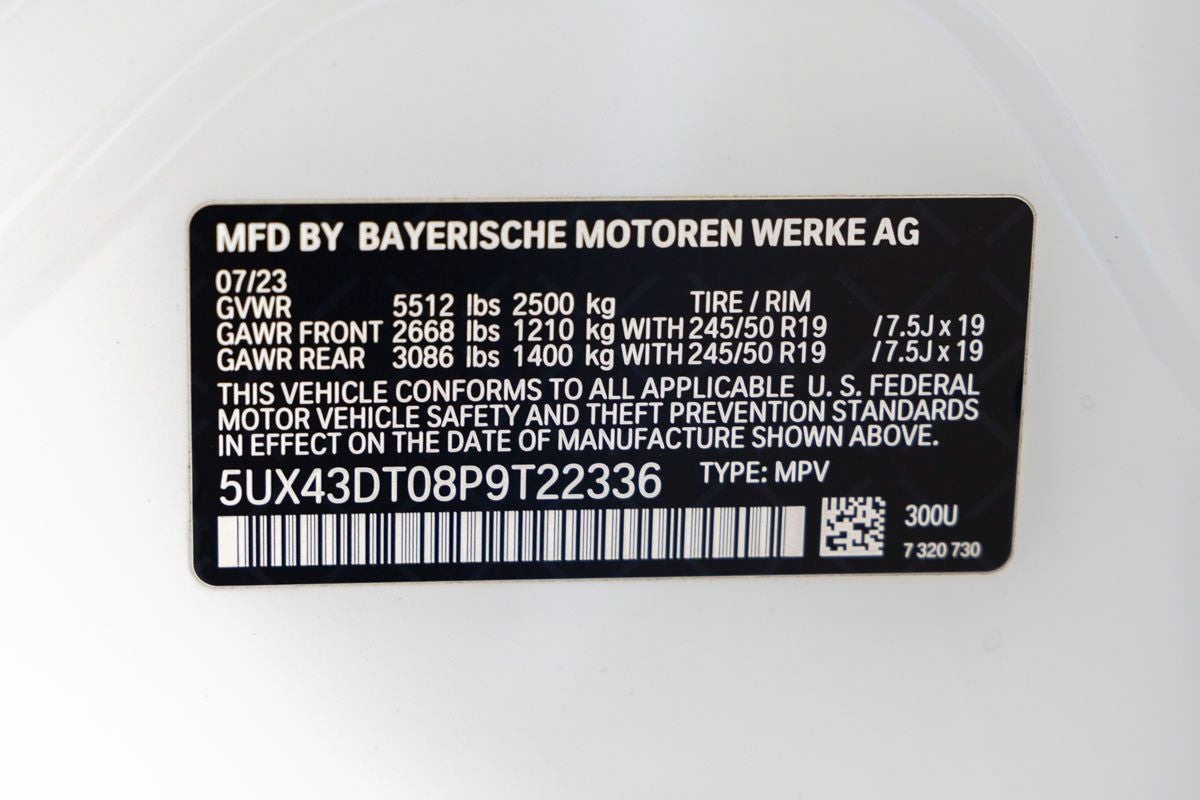 MFD BY BAYERISCHE MOTOREN WERKE AG
07/23
GVWR 5512 lbs 2500 kg TIRE / RIM
GAWR FRONT 2668 lbs 1210 kg WITH 245/50 R19 / 7.5J x 19
GAWR REAR 3086 lbs 1400 kg WITH 245/50 R19 / 7.5J x 19
THIS VEHICLE CONFORMS TO ALL APPLICABLE U. S. FEDERAL
MOTOR VEHICLE SAFETY AND THEFT PREVENTION STANDARDS
IN EFFECT ON THE DATE OF MANUFACTURE SHOWN ABOVE.
5UX43DT08P9T22336 TYPE: MPV
300U
7 320 730